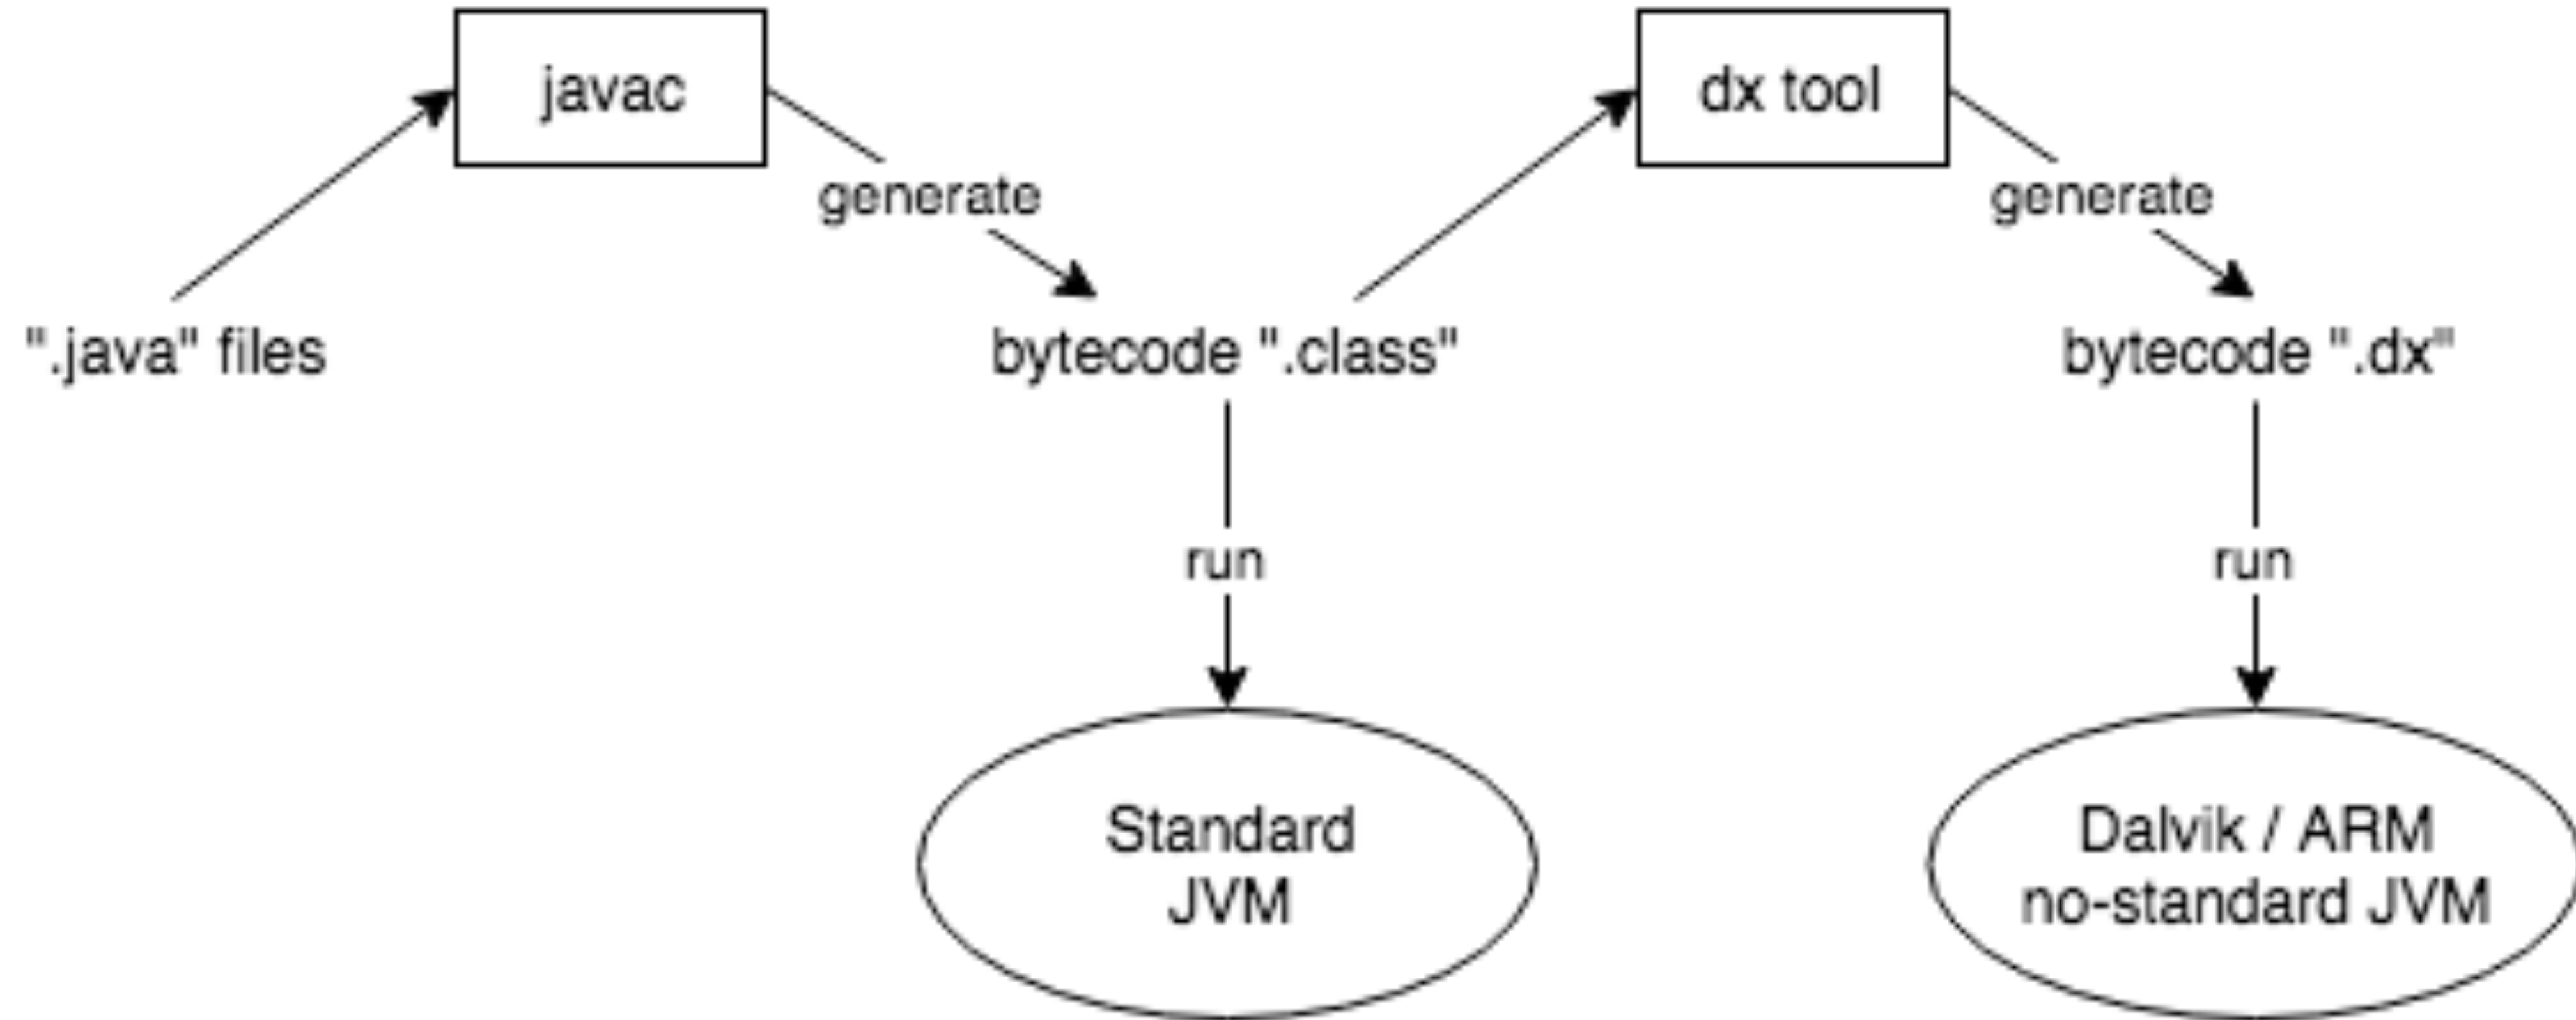 javac
dx tool
generate
generate
".java" files
bytecode ".class"
bytecode ".dx"
run
run
Standard
JVM
Dalvik / ARM
no-standard JVM